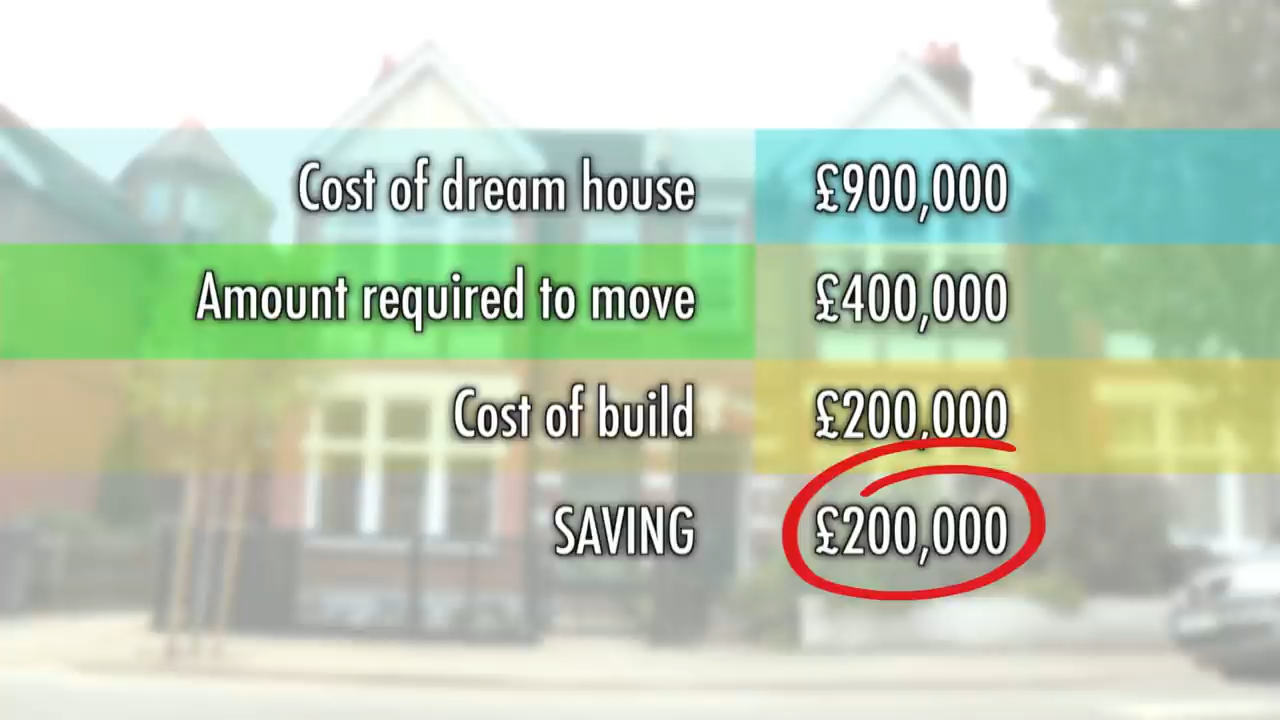 Cost of dream house £900,000
Amount required to move £400,000
Cost of build £200,000
SAVING £200,000